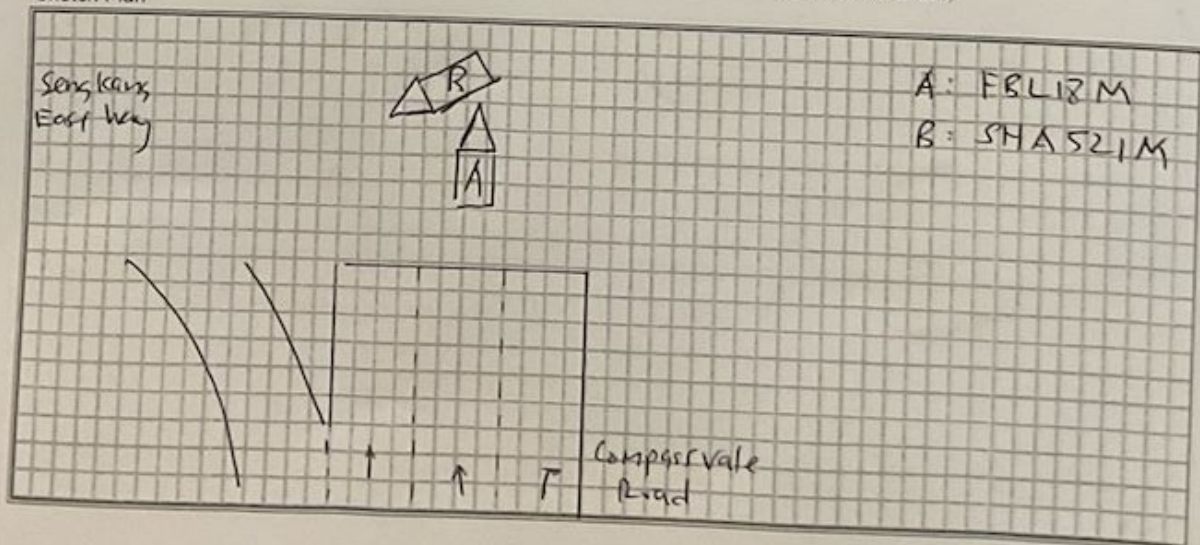 Sengkang
East Way
B
A
A: FBL18M
B: SHA521M
Compassvale
Road